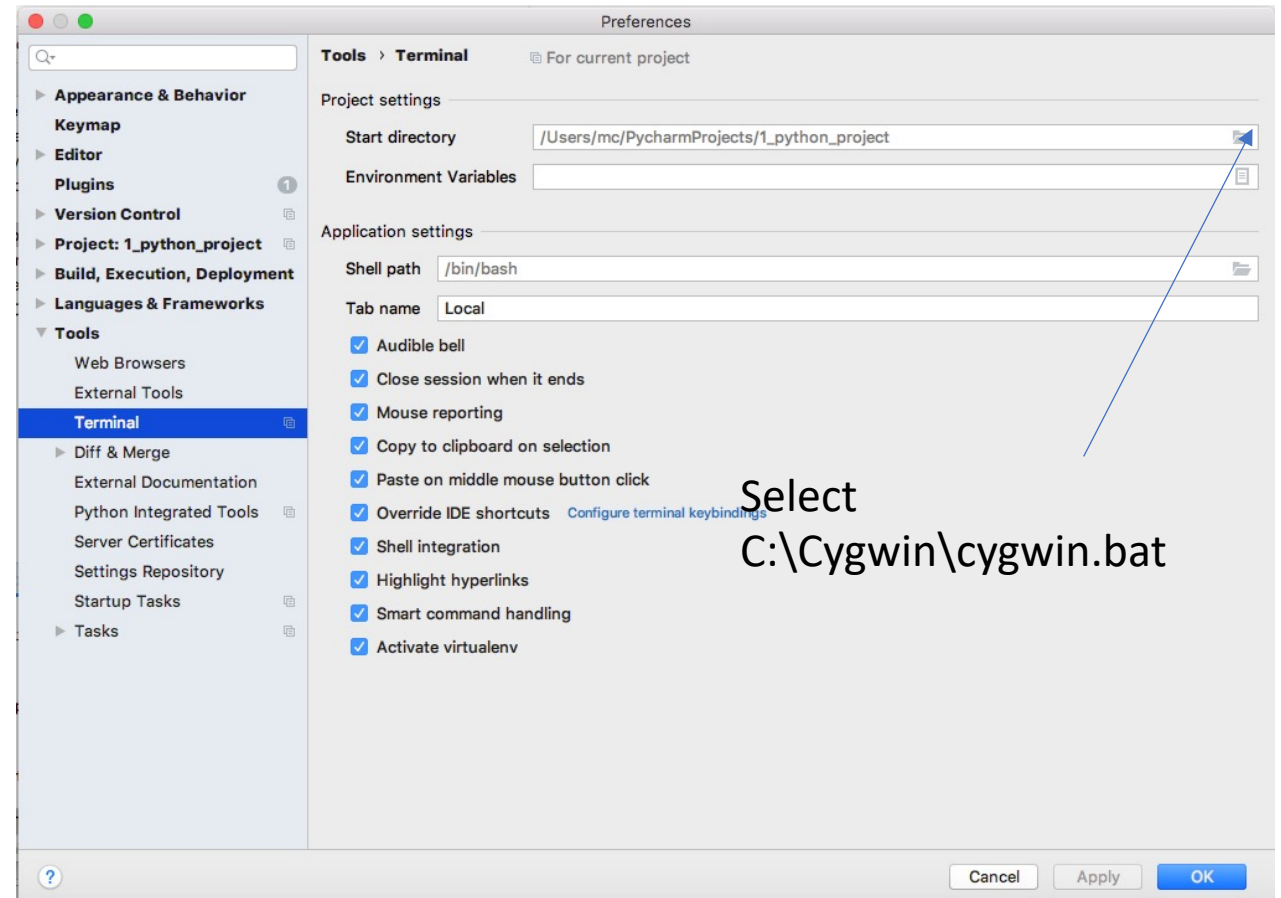 Preferences
Tools › Terminal For current project
Appearance & Behavior
Keymap
Editor
Plugins 1
Version Control
Project: 1_python_project
Build, Execution, Deployment
Languages & Frameworks
Tools
Web Browsers
External Tools
Terminal
Diff & Merge
External Documentation
Python Integrated Tools
Server Certificates
Settings Repository
Startup Tasks
Tasks
Project settings
Start directory /Users/mc/PycharmProjects/1_python_project
Environment Variables
Application settings
Shell path /bin/bash
Tab name Local
Audible bell
Close session when it ends
Mouse reporting
Copy to clipboard on selection
Paste on middle mouse button click
Override IDE shortcuts Configure terminal keybindings
Shell integration
Highlight hyperlinks
Smart command handling
Activate virtualenv
Select
C:\Cygwin\cygwin.bat
? Cancel Apply OK